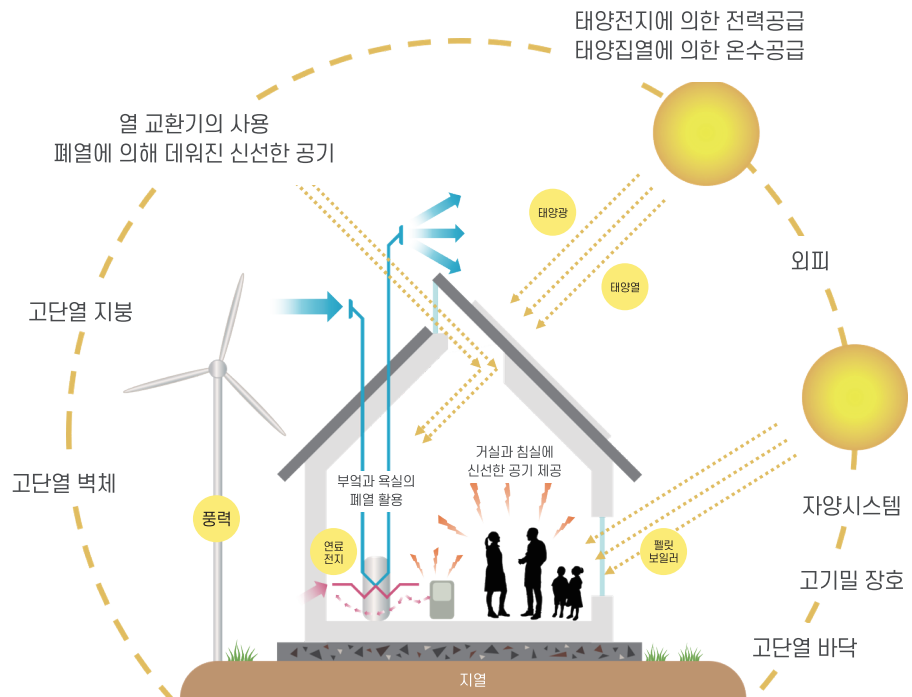 태양전지에 의한 전력공급
태양집열에 의한 온수공급
열 교환기의 사용
폐열에 의해 데워진 신선한 공기
태양광
외피
태양열
고단열 지붕
거실과 침실에
신선한 공기 제공
부엌과 욕실의
폐열 활용
고단열 벽체
자양시스템
풍력
연료
전지
펠릿
보일러
고기밀 장호
고단열 바닥
지열